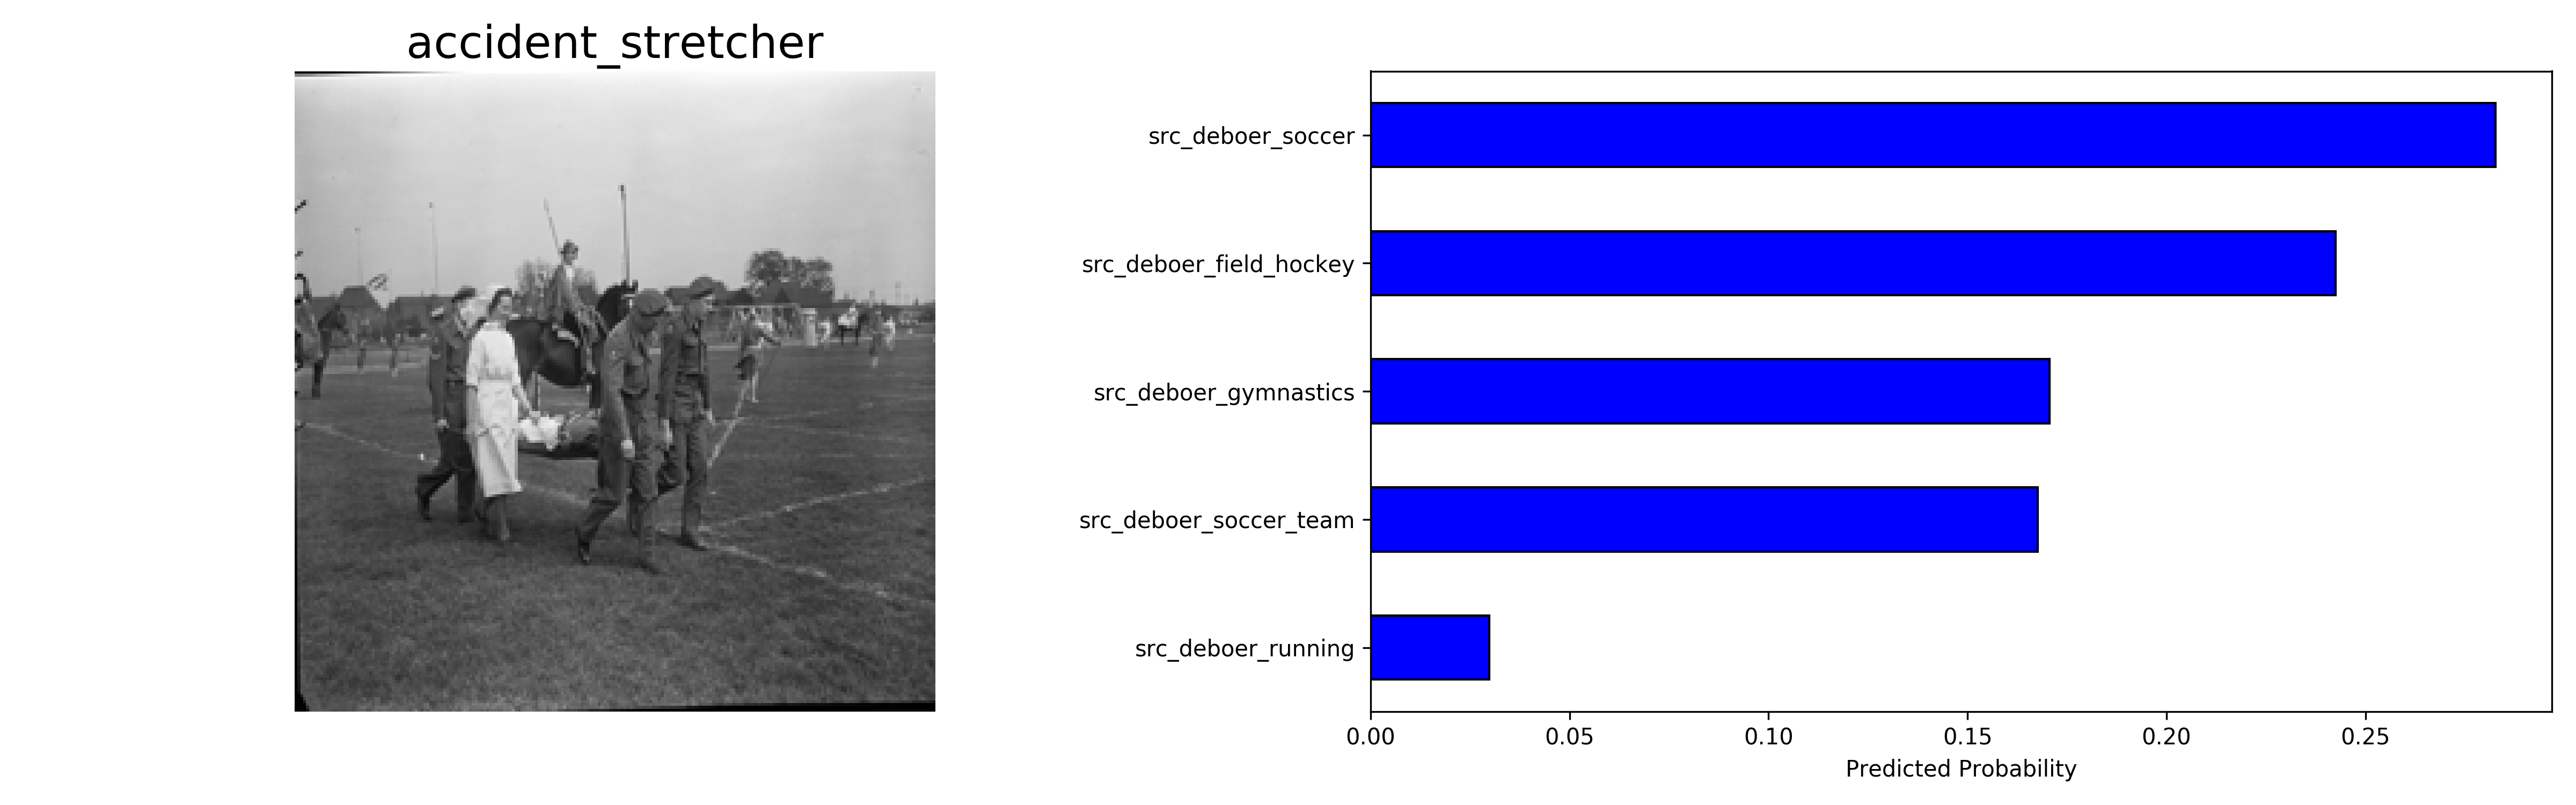 accident_stretcher
src_deboer_soccer
src_deboer_field_hockey
src_deboer_gymnastics
src_deboer_soccer_team
src_deboer_running
0.00 0.05 0.10 0.15 0.20 0.25
Predicted Probability